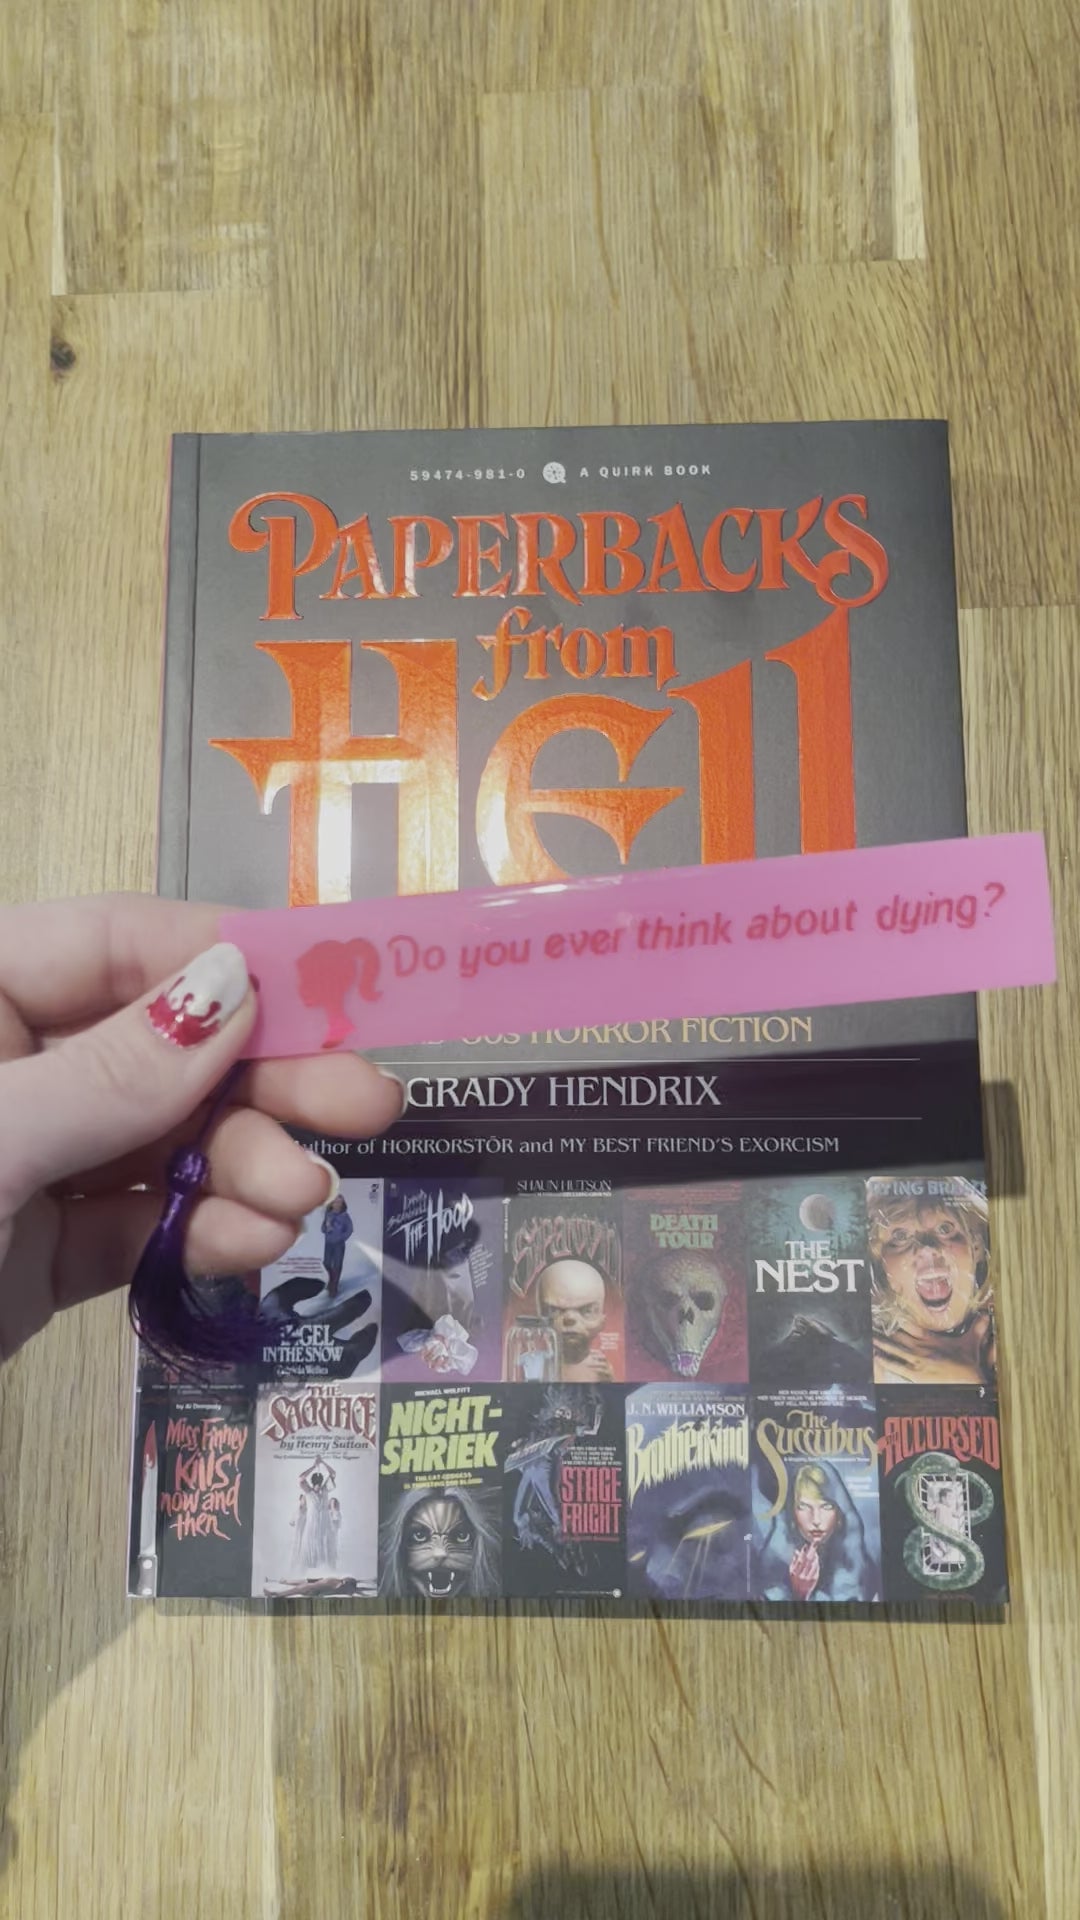 59474-981-0 A QUIRK BOOK
PAPERBACKS
from
HELL
Do you ever think about dying?
HORROR FICTION
GRADY HENDRIX
Author of HORRORSTÖR and MY BEST FRIEND'S EXORCISM
IN THE SNOW
THE HOOD
SHAUN HUTSON
SPAWN
DEATH
TOUR
THE
NEST
Miss Finney
Kills
now and
then
THE
SACRIFICE
by Henry Sutton
NIGHT-
SHRIEK
STAGE
FRIGHT
J.N. WILLIAMSON
Brotherkind
The
Succubus
ACCURSED